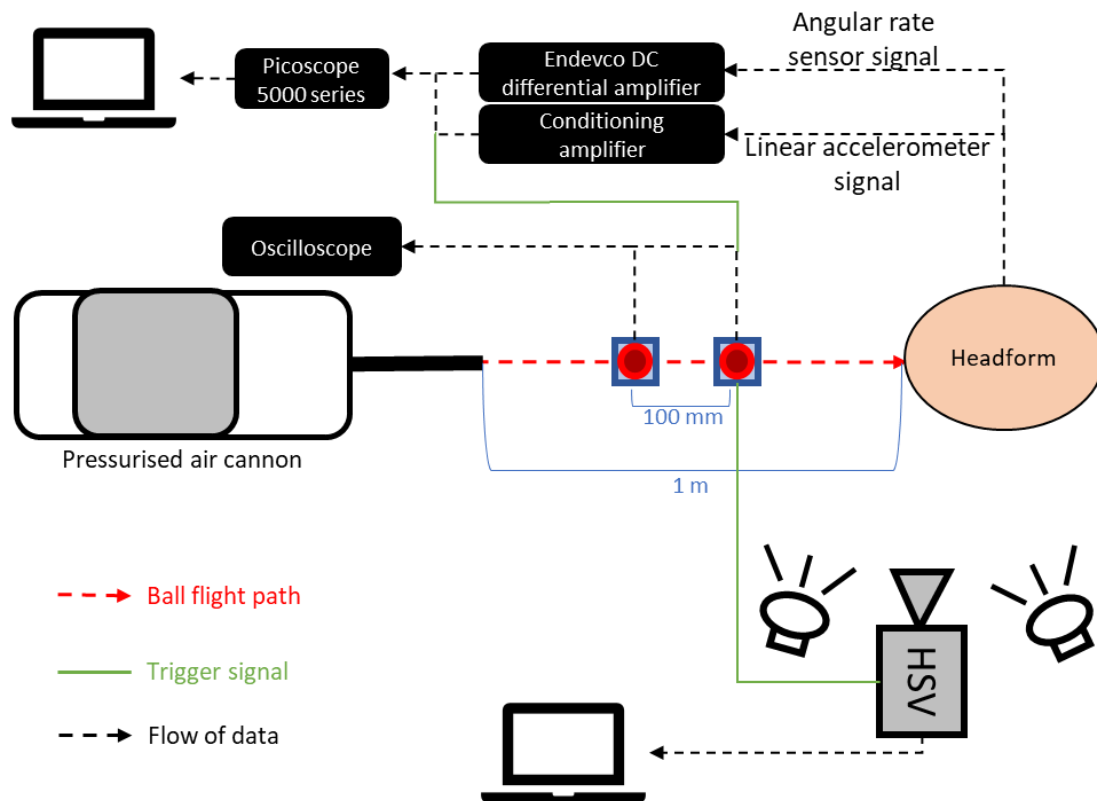 Angular rate
sensor signal
Picoscope
5000 series
Endevco DC
differential amplifier
Conditioning
amplifier
Linear accelerometer
signal
Oscilloscope
Headform
100 mm
Pressurised air cannon
1 m
Ball flight path
Trigger signal
HSV
Flow of data